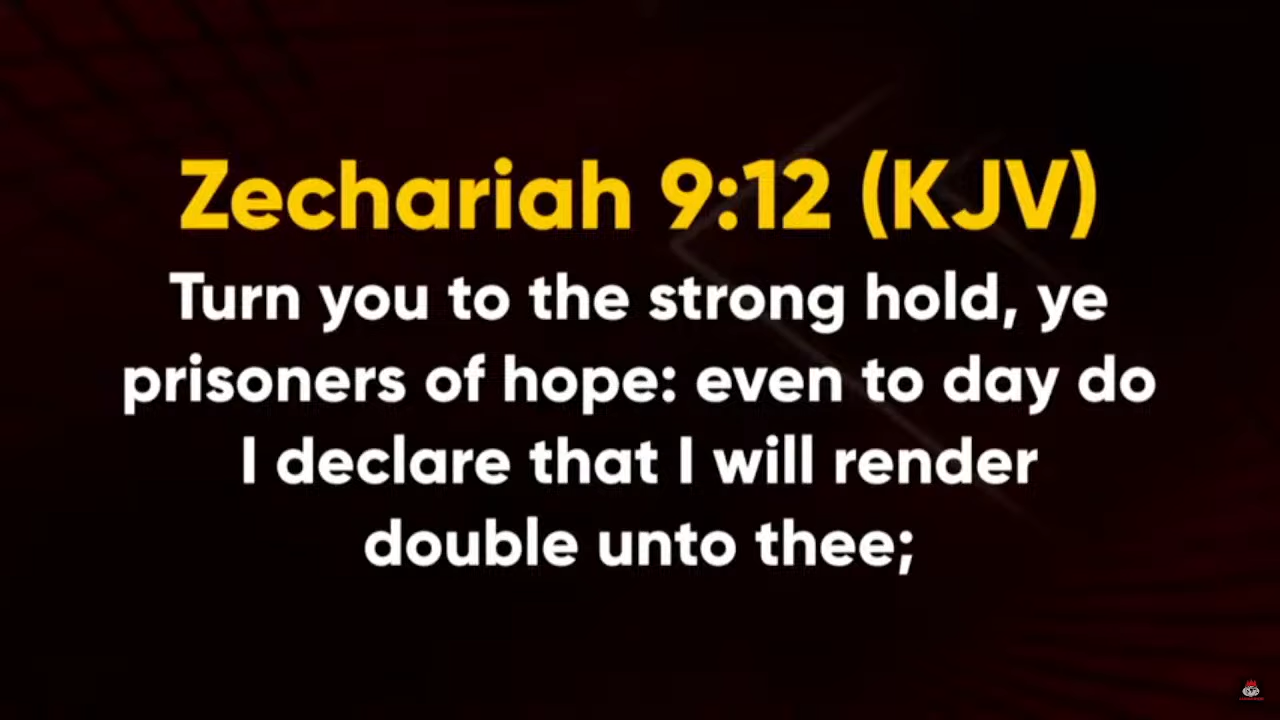 Zechariah 9:12 (KJV)
Turn you to the strong hold, ye
prisoners of hope: even to day do
I declare that I will render
double unto thee;